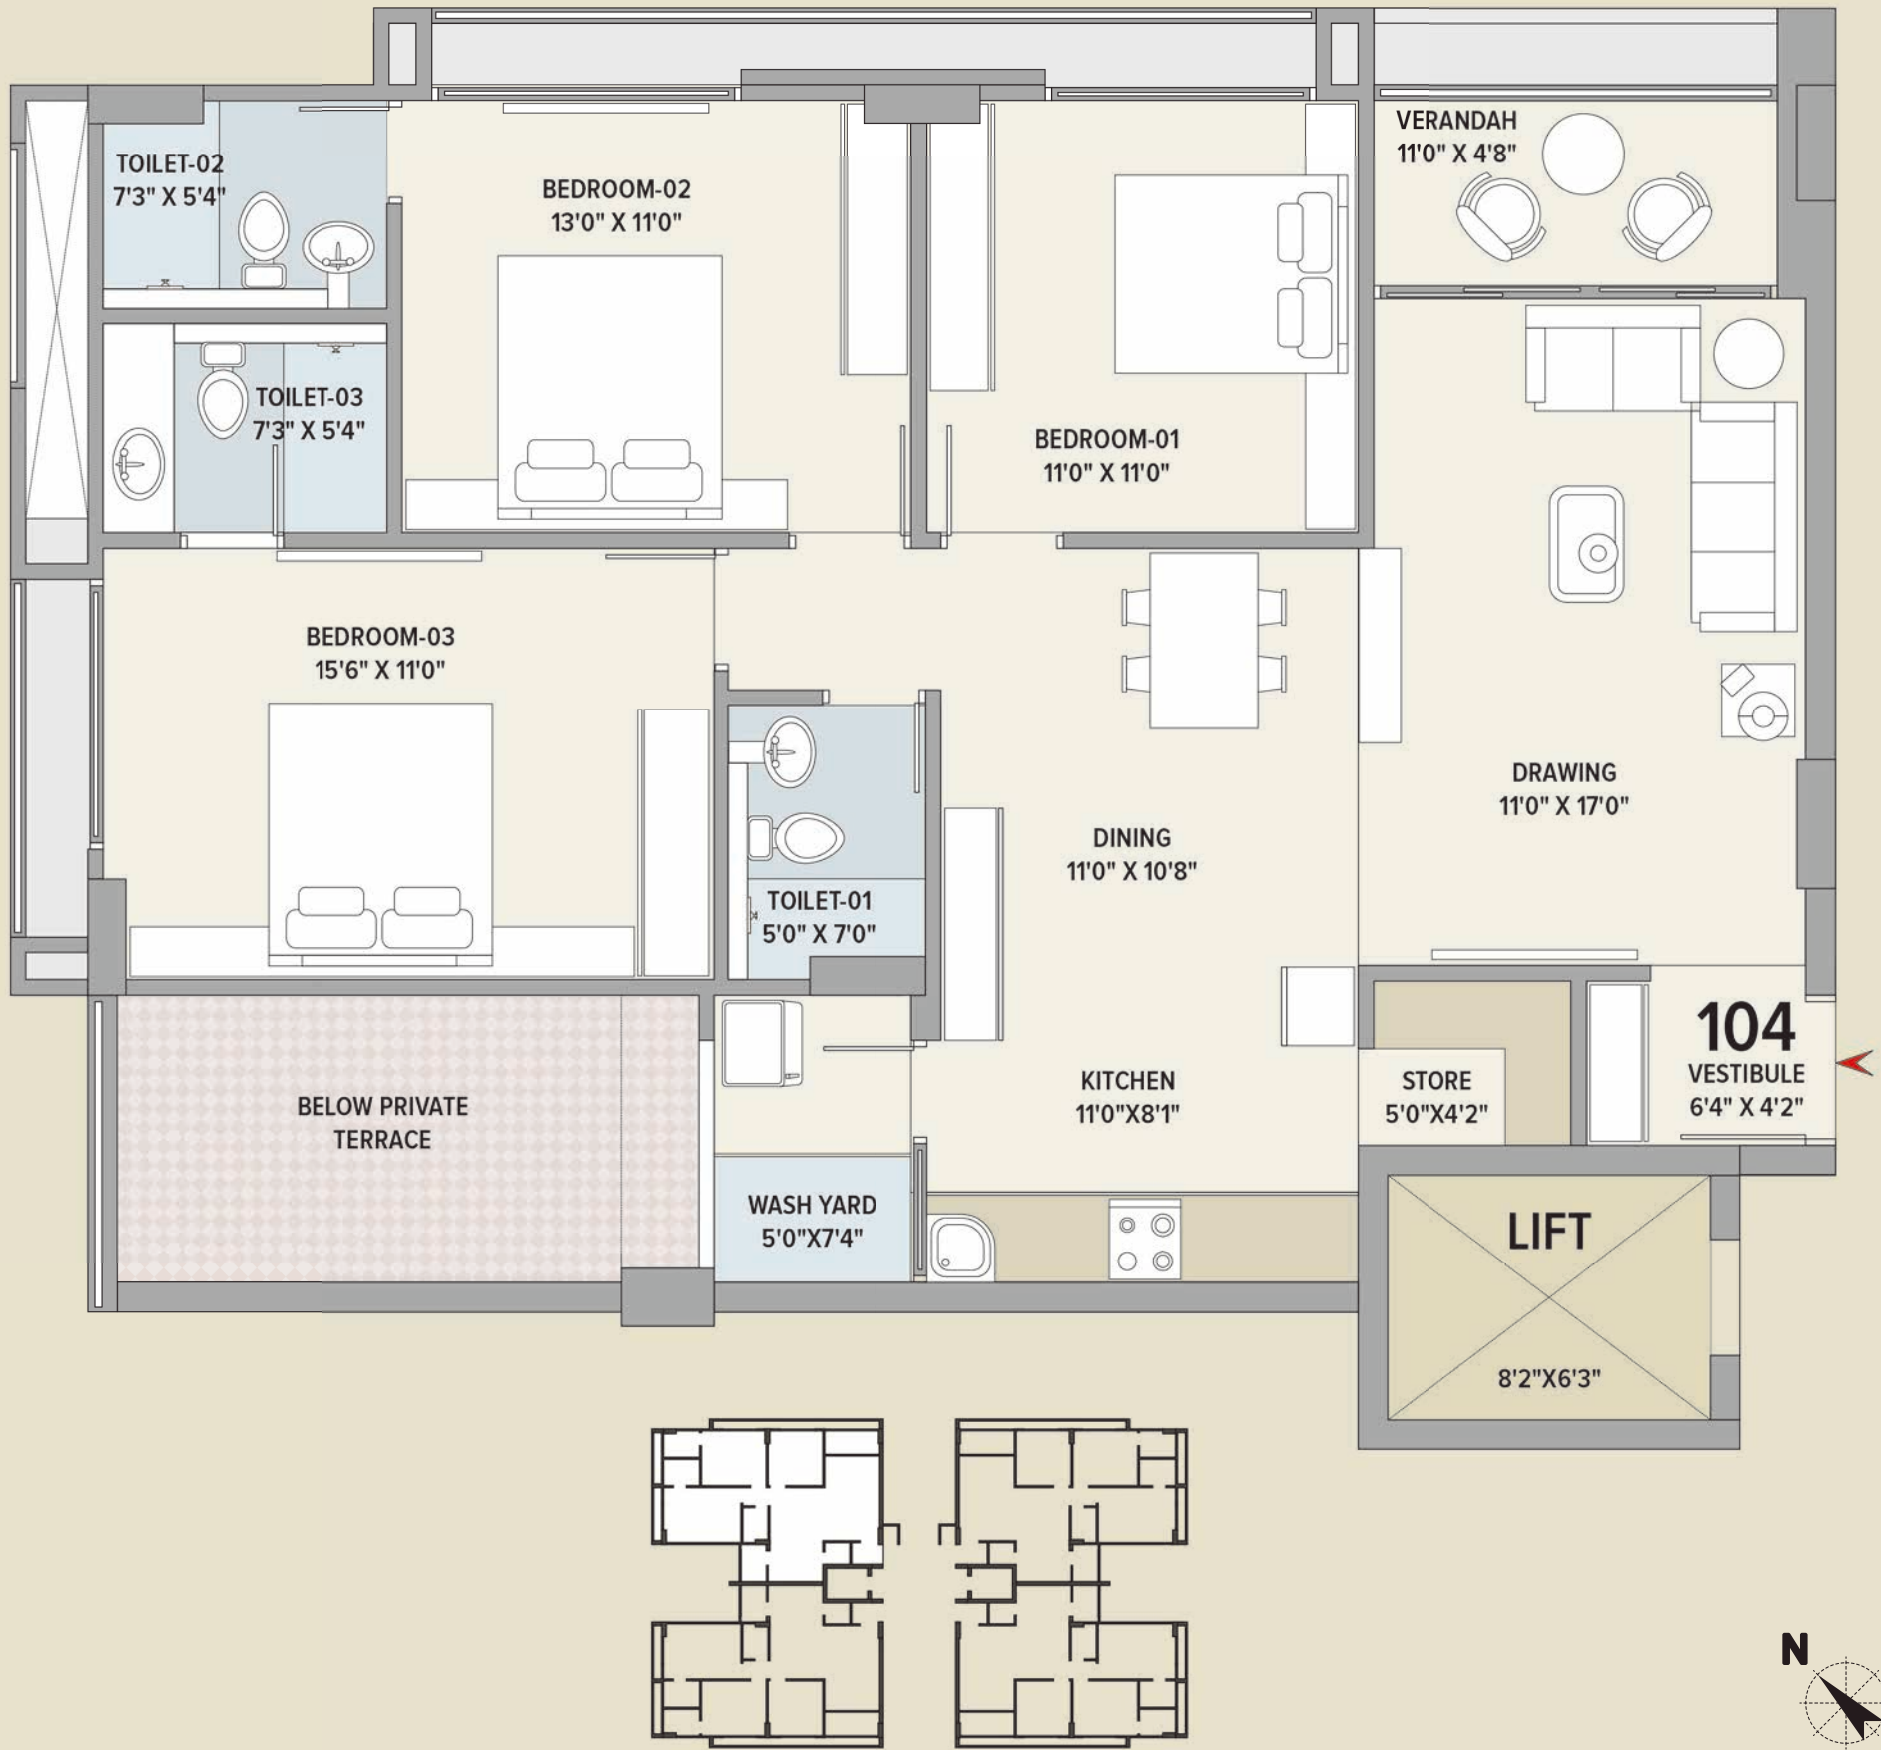 VERANDAH
11'0" X 4'8"
TOILET-02
7'3" X 5'4"
BEDROOM-02
13'0" X 11'0"
TOILET-03
7'3" X 5'4"
BEDROOM-01
11'0" X 11'0"
BEDROOM-03
15'6" X 11'0"
DRAWING
11'0" X 17'0"
DINING
11'0" X 10'8"
TOILET-01
5'0" X 7'0"
104
VESTIBULE
6'4" X 4'2"
KITCHEN
11'0"X8'1"
STORE
5'0"X4'2"
BELOW PRIVATE
TERRACE
WASH YARD
5'0"X7'4"
LIFT
8'2"X6'3"
N